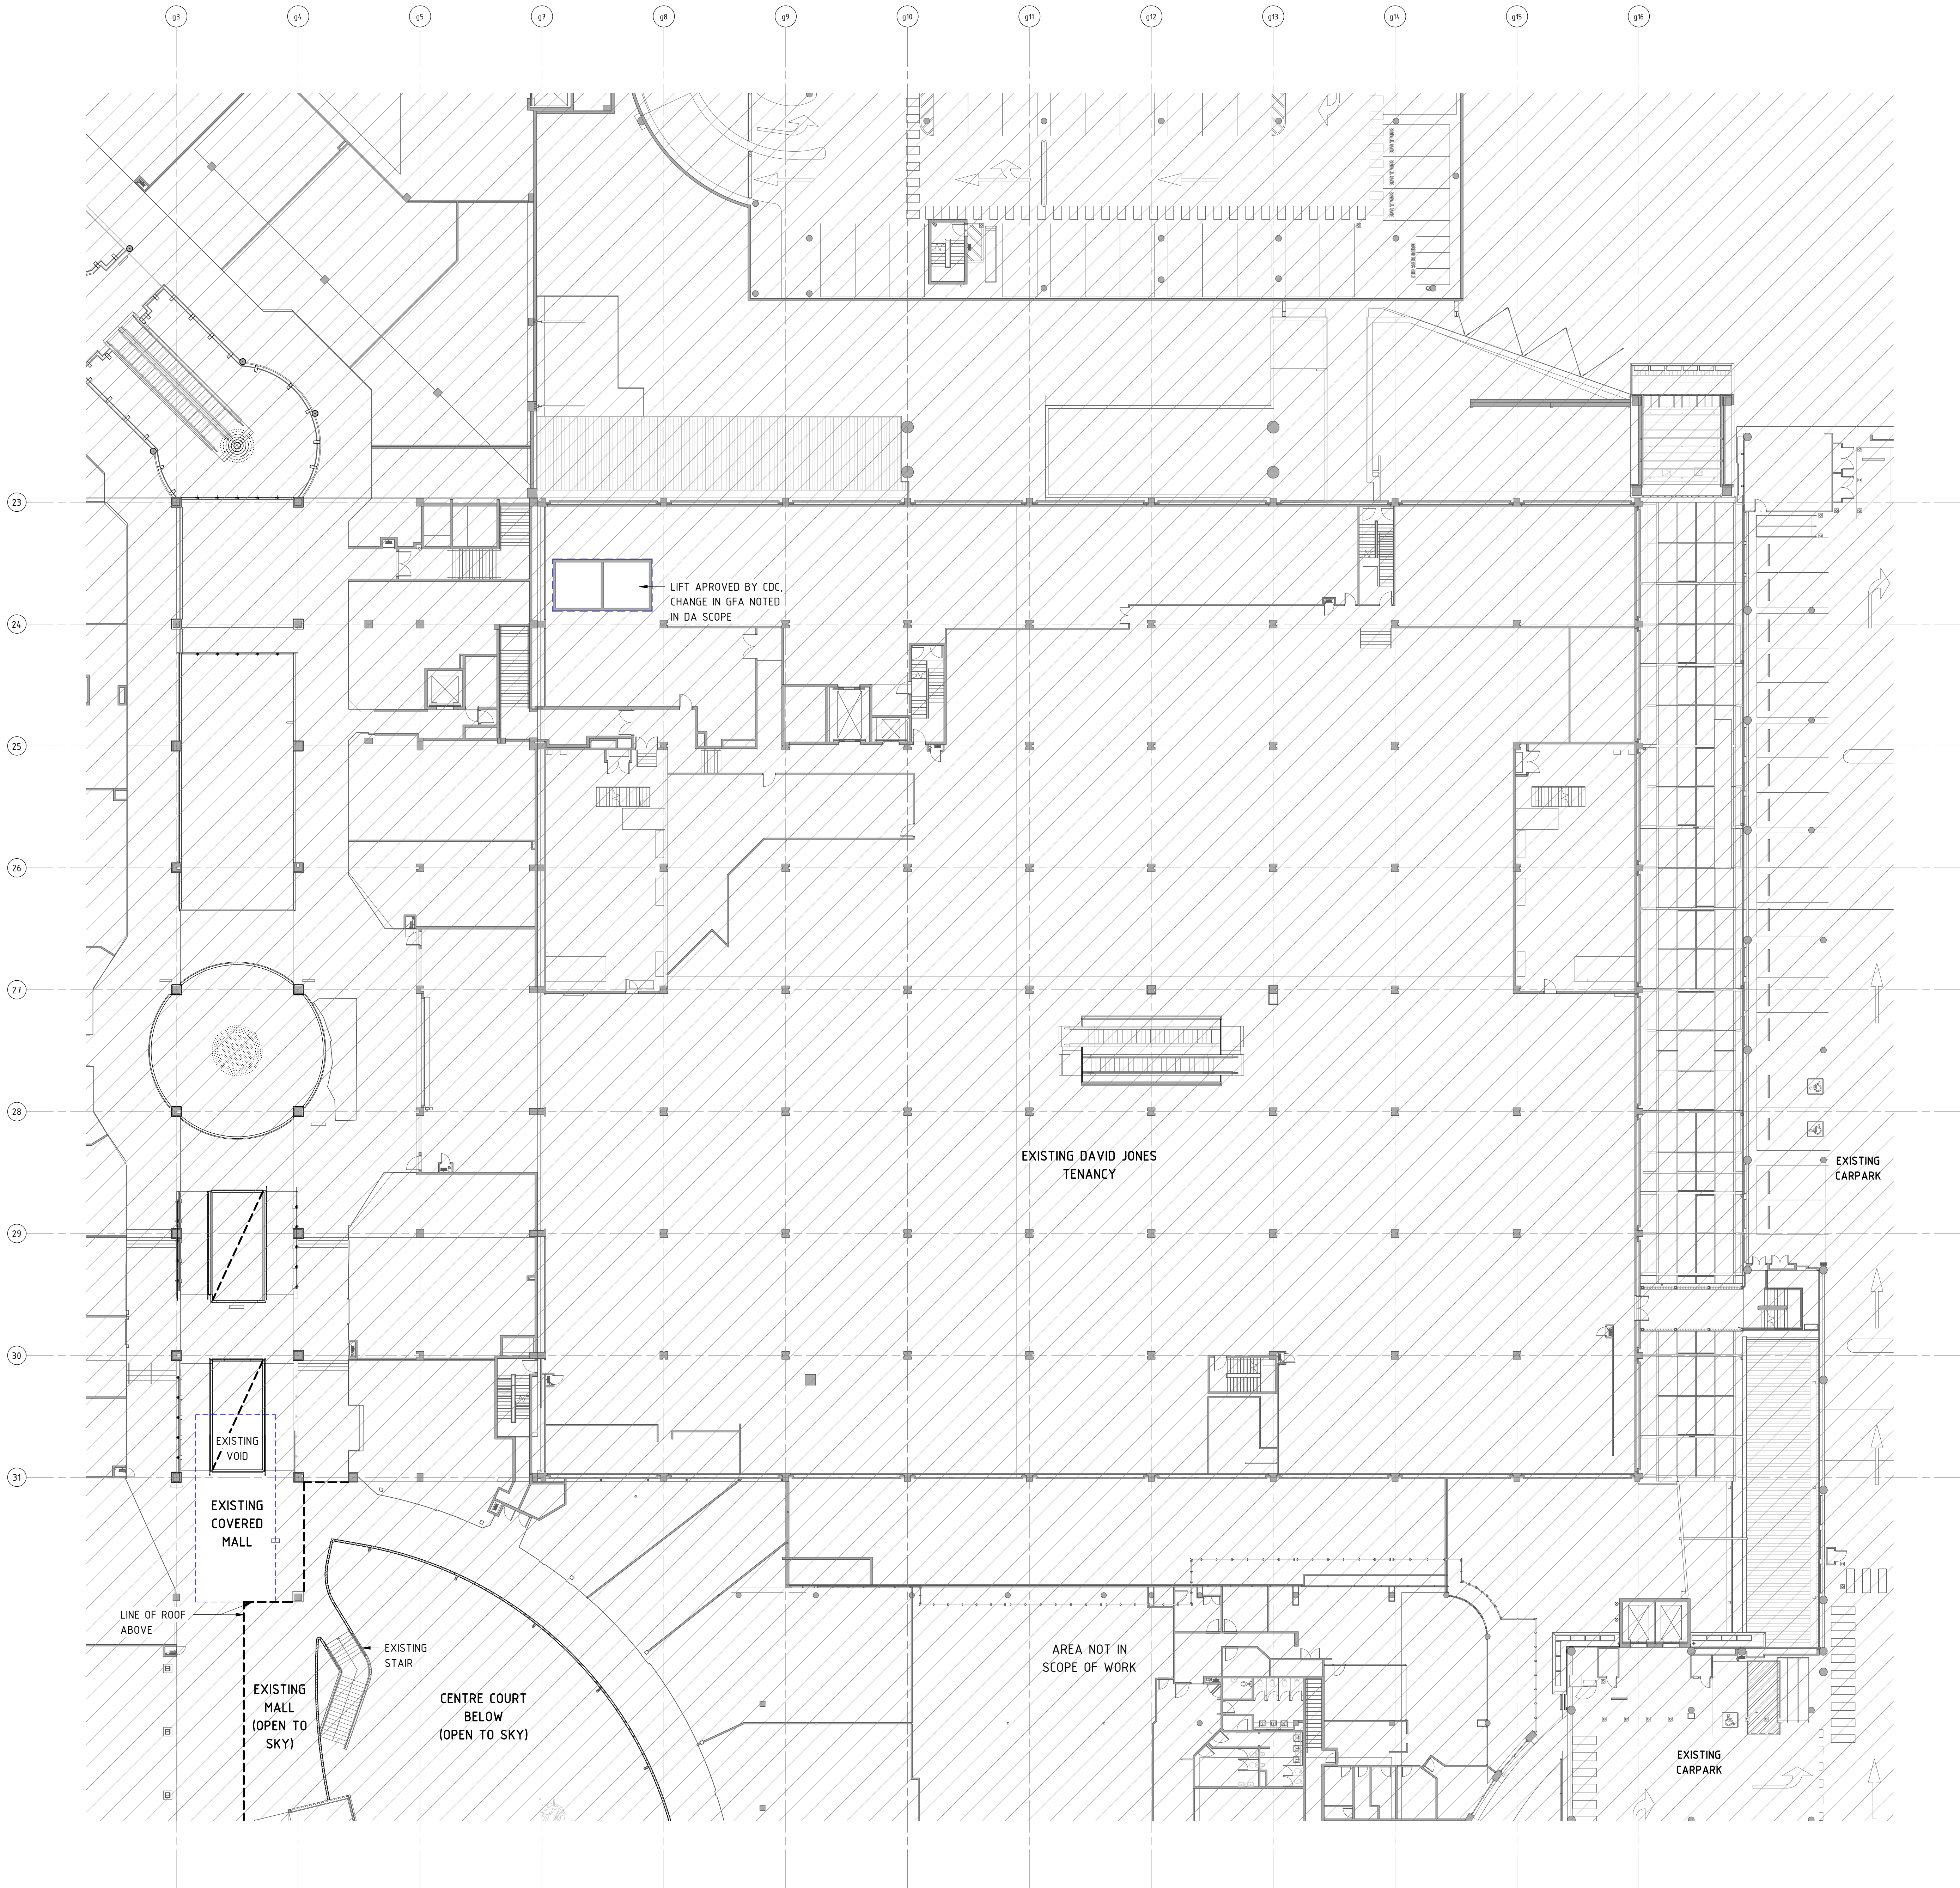 g3 g4 g5 g7 g8 g9 g10 g11 g12 g13 g14 g15 g16
23
LIFT APROVED BY CDC,
CHANGE IN GFA NOTED
IN DA SCOPE
24
25
26
27
28
EXISTING DAVID JONES
TENANCY
EXISTING
CARPARK
29
30
EXISTING
VOID
31
EXISTING
COVERED
MALL
LINE OF ROOF
ABOVE
EXISTING
STAIR
AREA NOT IN
SCOPE OF WORK
EXISTING
MALL
(OPEN TO
SKY)
CENTRE COURT
BELOW
(OPEN TO SKY)
EXISTING
CARPARK